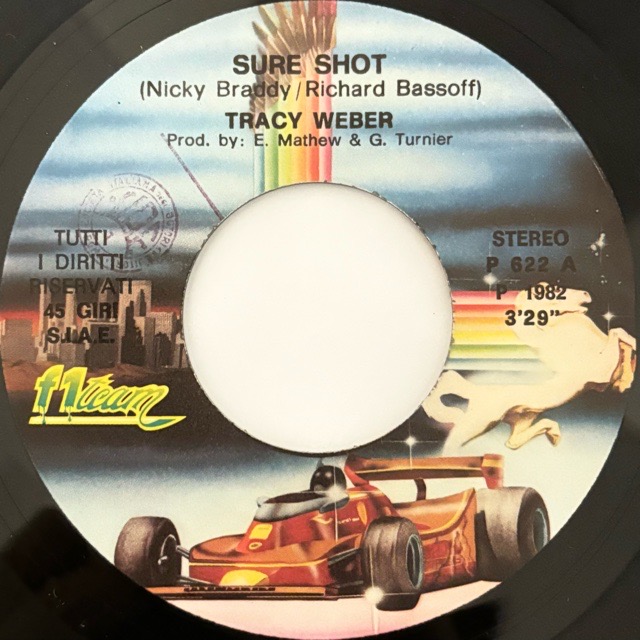 SURE SHOT
(Nicky Braddy/Richard Bassoff)
TRACY WEBER
Prod. by: E. Mathew & G. Turnier
TUTTI
I DIRITTI
RISERVATI
45 GIRI
S.I.A.E.
STEREO
P 622 A
P 1982
3'29"
f1team